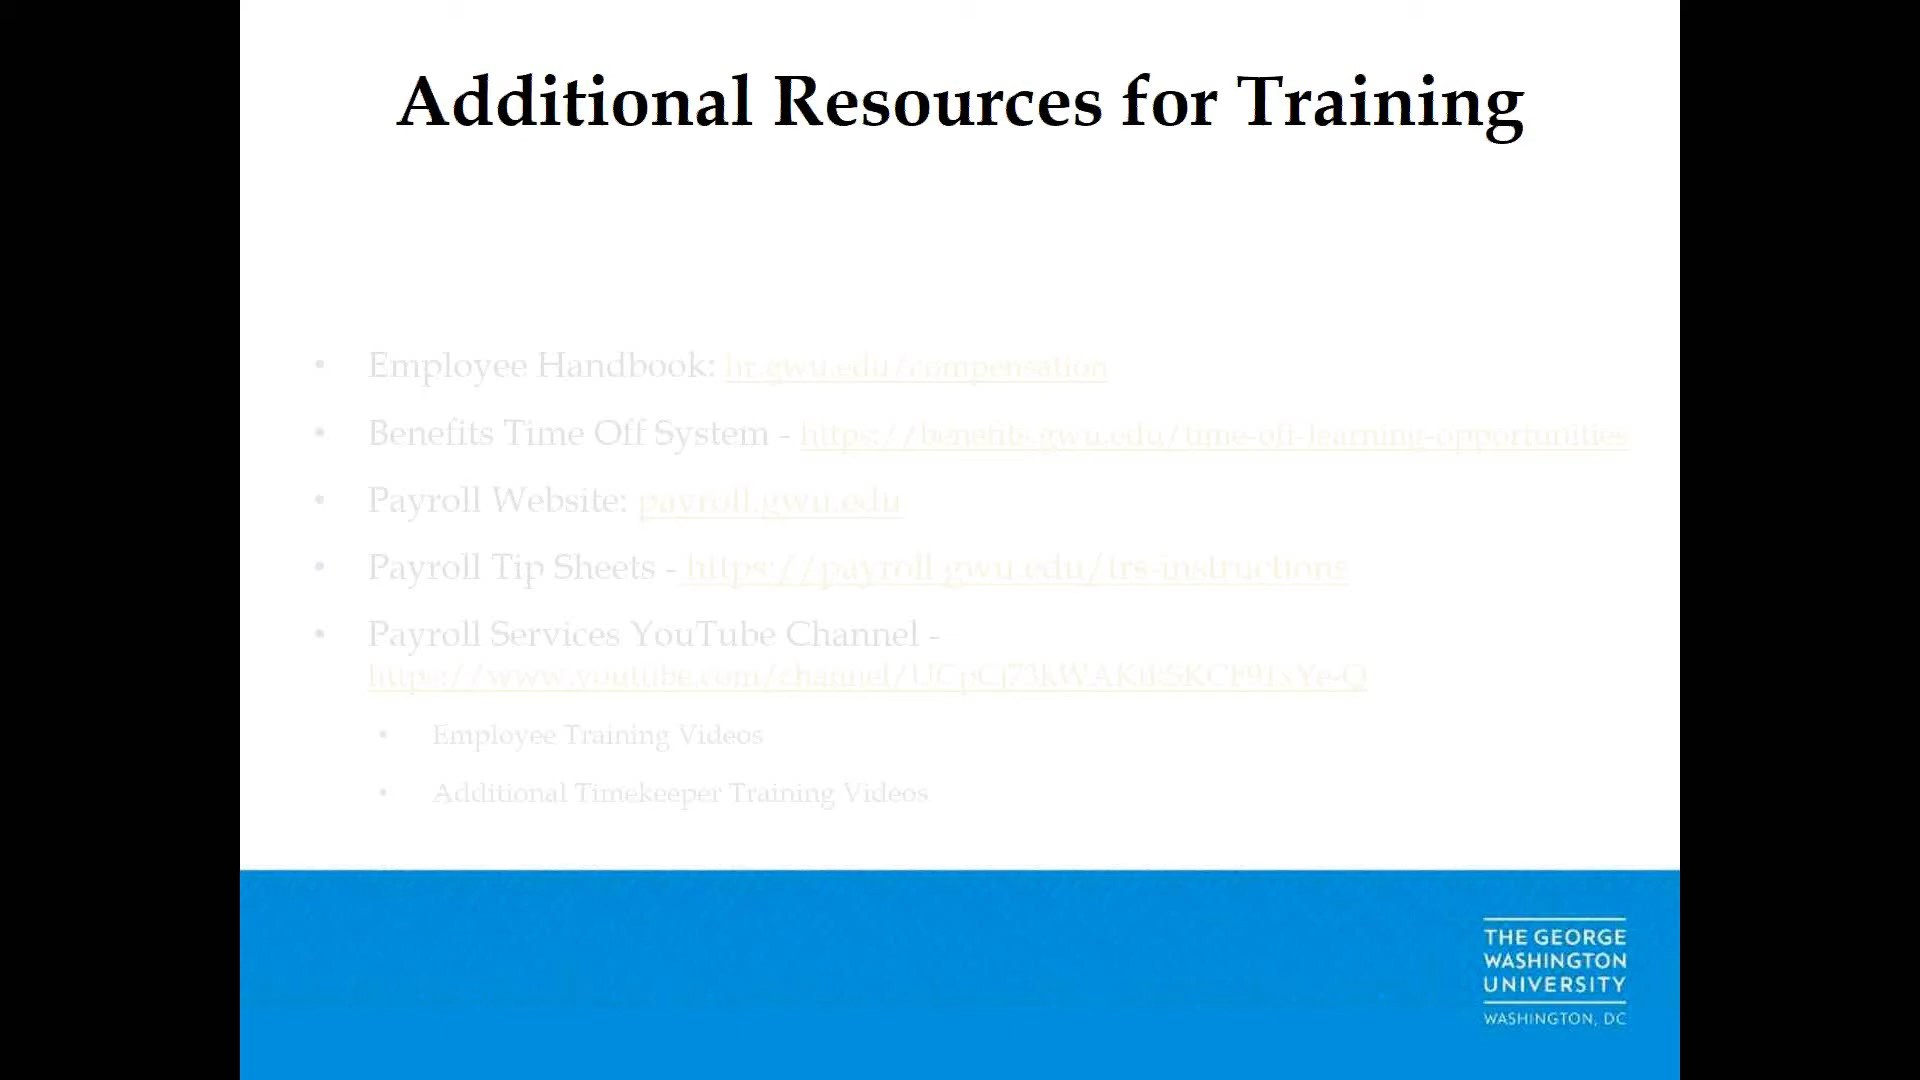 Additional Resources for Training
• Employee Handbook: hr.gwu.edu/compensation
• Benefits Time Off System - https://benefits.gwu.edu/time-off-learning-opportunities
• Payroll Website: payroll.gwu.edu
• Payroll Tip Sheets - https://payroll.gwu.edu/trs-instructions
• Payroll Services YouTube Channel -
• Employee Training Videos
• Additional Timekeeper Training Videos
THE GEORGE
WASHINGTON
UNIVERSITY
WASHINGTON, DC